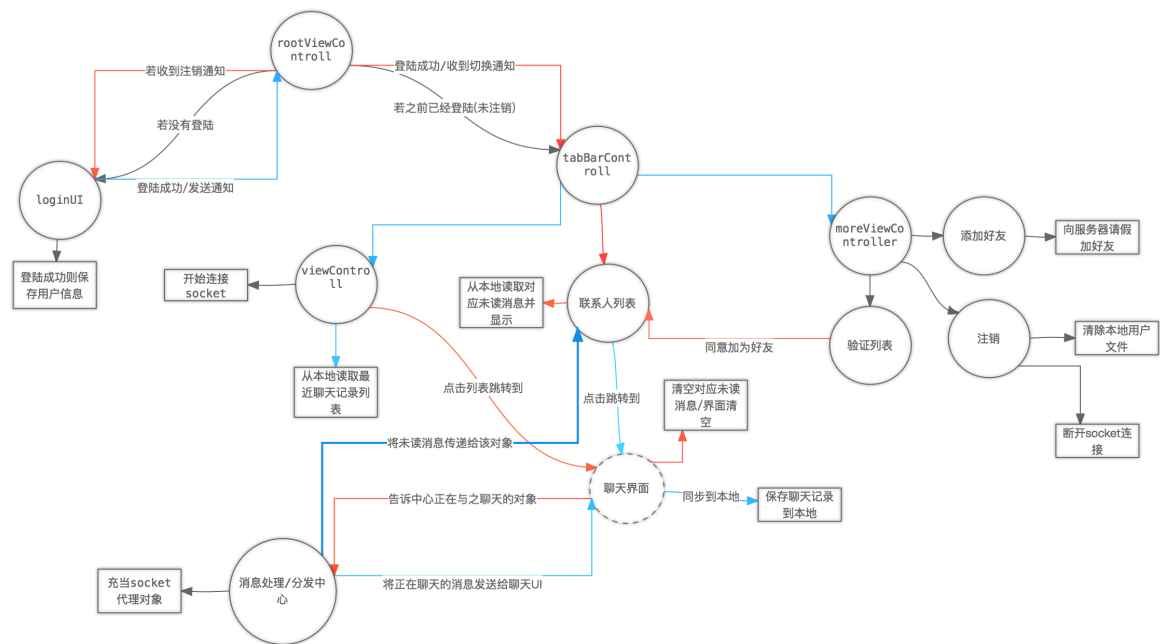 rootViewC
ontroll
若收到注销通知
登陆成功/收到切换通知
若之前已经登陆(未注销)
若没有登陆
tabBarCont
roll
登陆成功/发送通知
loginUI
moreViewCo
ntroller
添加好友
向服务器请假
加好友
登陆成功则保
存用户信息
开始连接
socket
viewContro
ll
从本地读取对
应未读消息并
显示
联系人列表
同意加为好友
验证列表
注销
清除本地用户
文件
从本地读取最
近聊天记录列
表
点击列表跳转到
点击跳转到
清空对应未读
消息/界面清
空
断开socket连
接
将未读消息传递给该对象
聊天界面
告诉中心正在与之聊天的对象
同步到本地
保存聊天记录
到本地
充当socket
代理对象
消息处理/分发中
心
将正在聊天的消息发送给聊天UI